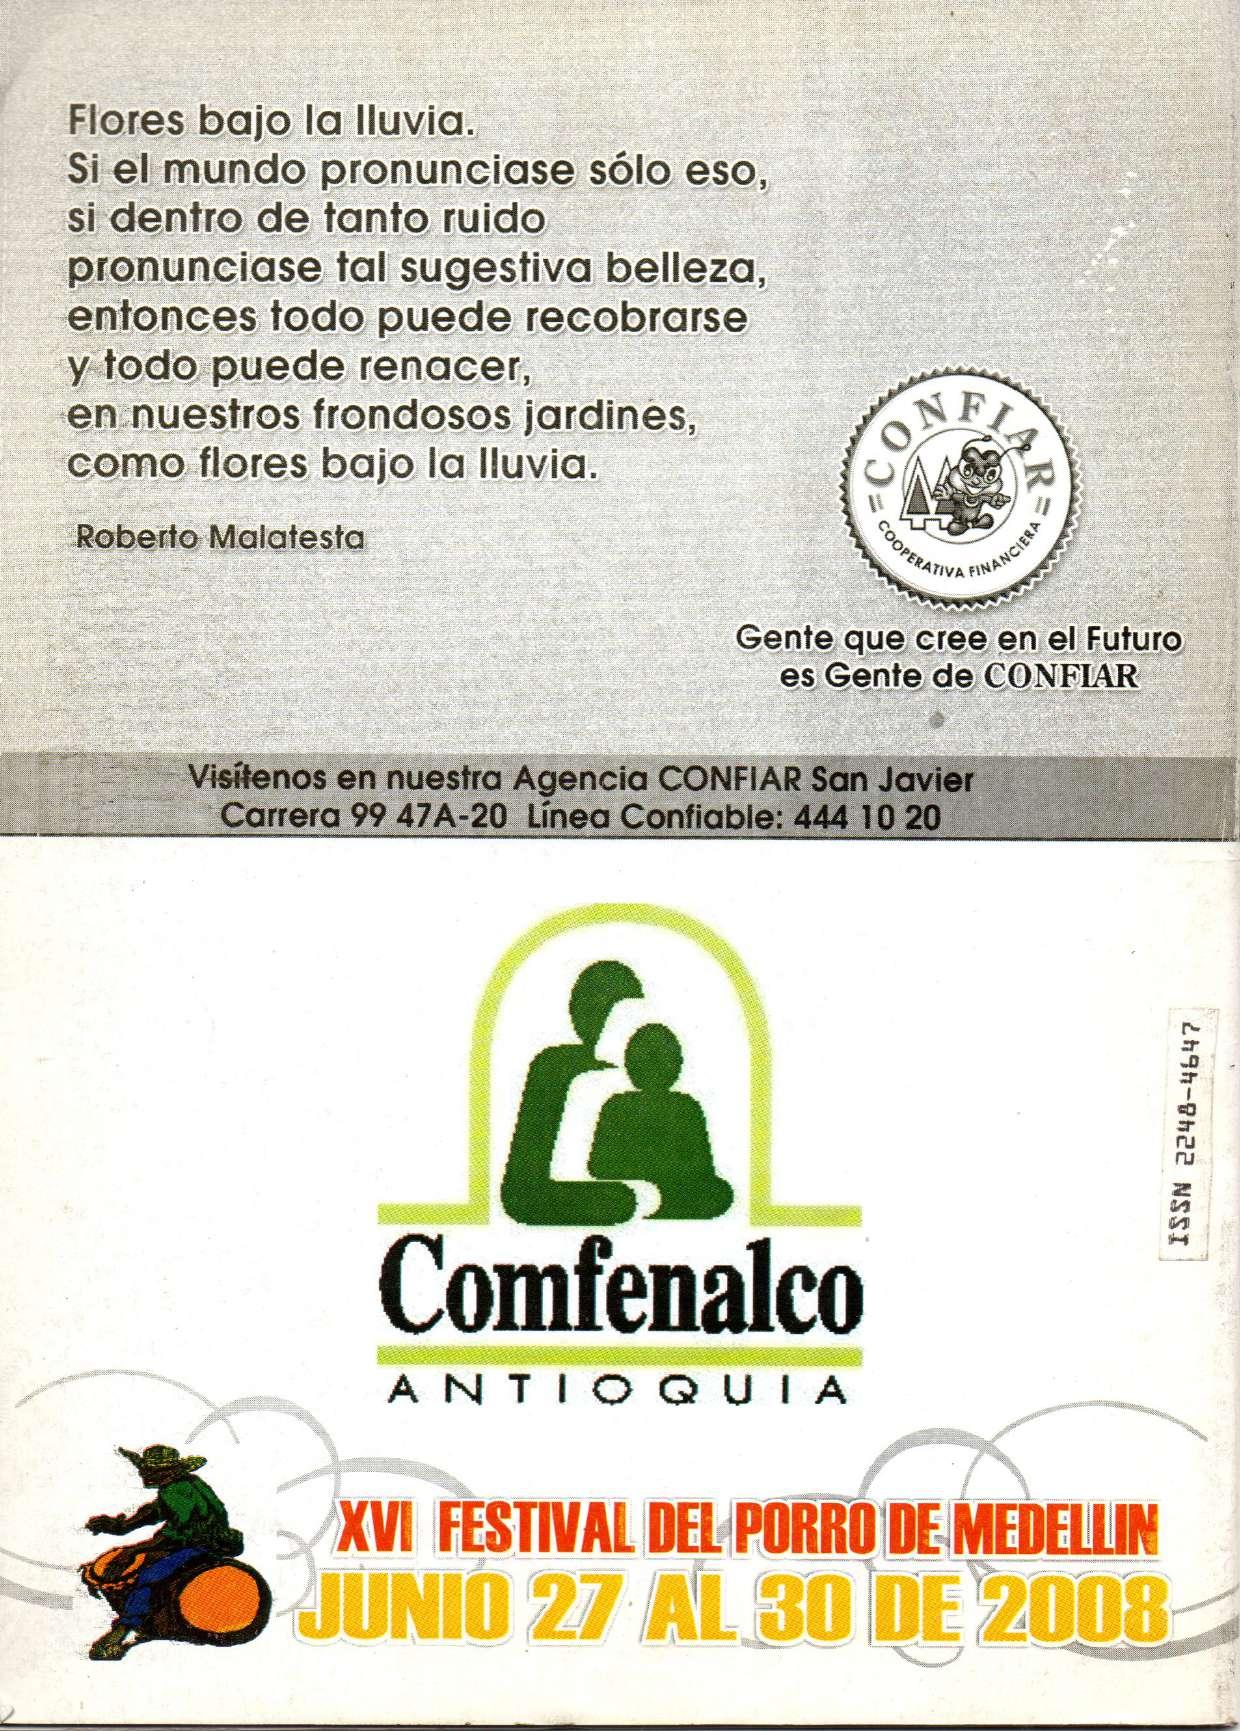 Flores bajo la lluvia.
Si el mundo pronunciase sólo eso,
si dentro de tanto ruido
pronunciase tal sugestiva belleza,
entonces todo puede recobrarse
y todo puede renacer,
en nuestros frondosos jardines,
como flores bajo la lluvia.
Roberto Malatesta
=CONFIAR=
COOPERATIVA FINANCIERA
Gente que cree en el Futuro
es Gente de CONFIAR
Visítenos en nuestra Agencia CONFIAR San Javier
Carrera 99 47A-20 Línea Confiable: 444 10 20
Comfenalco
ANTIOQUIA
ISSN 2248-4647
XVI FESTIVAL DEL PORRO DE MEDELLIN
JUNIO 27 AL 30 DE 2008